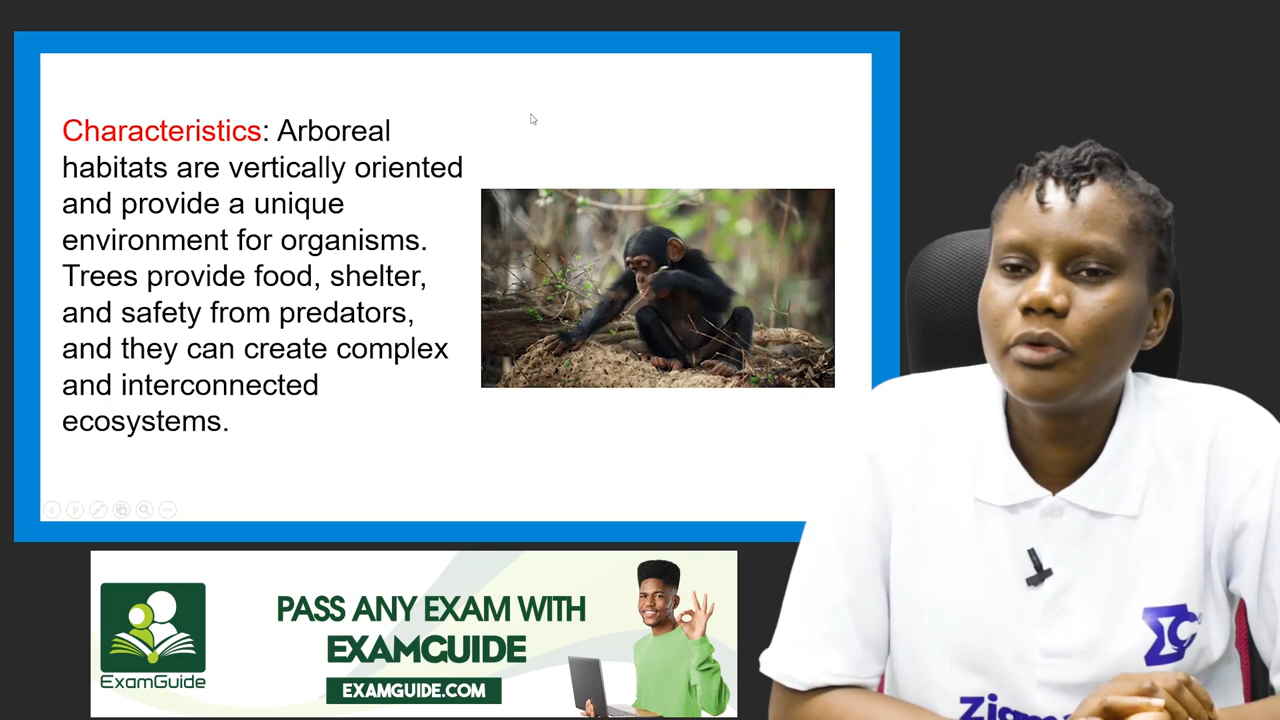 Characteristics: Arboreal
habitats are vertically oriented
and provide a unique
environment for organisms.
Trees provide food, shelter,
and safety from predators,
and they can create complex
and interconnected
ecosystems.
ExamGuide
PASS ANY EXAM WITH
EXAMGUIDE
EXAMGUIDE.COM